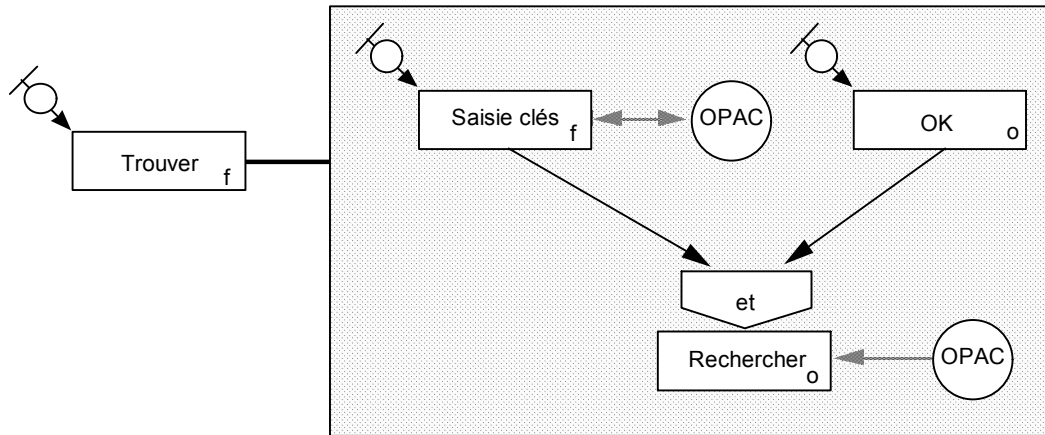 Saisie clés
f
OPAC
OK
o
Trouver
f
et
Rechercher
o
OPAC